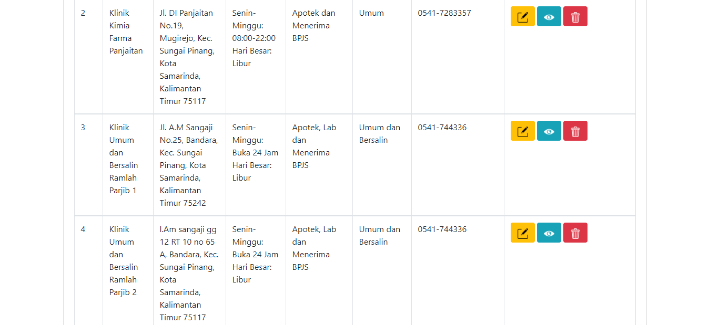 2
Klinik
Kimia
Farma
Panjaitan
Jl. DI Panjaitan
No.19,
Mugirejo, Kec.
Sungai Pinang,
Kota
Samarinda,
Kalimantan
Timur 75117
Senin-
Minggu:
08:00-22:00
Hari Besar:
Libur
Apotek dan
Menerima
BPJS
Umum
0541-7283357
3
Klinik
Umum
dan
Bersalin
Ramlah
Parjib 1
Jl. A.M Sangaji
No.25, Bandara,
Kec. Sungai
Pinang, Kota
Samarinda,
Kalimantan
Timur 75242
Senin-
Minggu:
Buka 24 Jam
Hari Besar:
Libur
Apotek, Lab
dan
Menerima
BPJS
Umum dan
Bersalin
0541-744336
4
Klinik
Umum
dan
Bersalin
Ramlah
Parjib 2
l.Am sangaji gg
12 RT 10 no 65
A, Bandara, Kec.
Sungai Pinang,
Kota
Samarinda,
Kalimantan
Timur 75117
Senin-
Minggu:
Buka 24 Jam
Hari Besar:
Libur
Apotek, Lab
dan
Menerima
BPJS
Umum dan
Bersalin
0541-744336